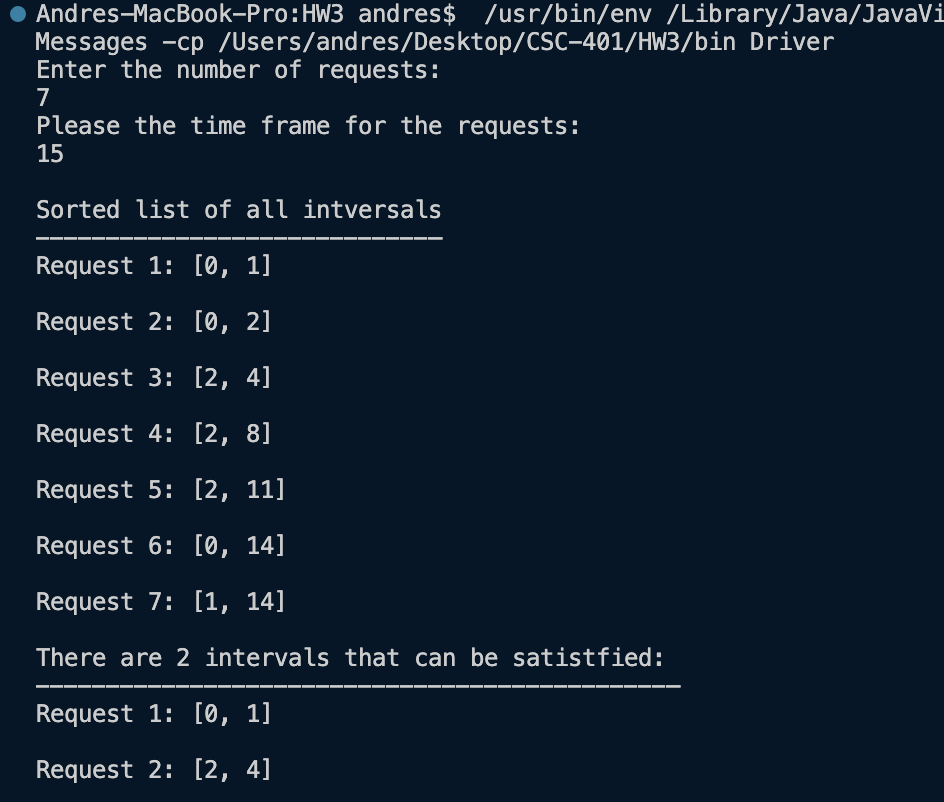 Andres-MacBook-Pro:HW3 andres$  /usr/bin/env /Library/Java/JavaVi
Messages -cp /Users/andres/Desktop/CSC-401/HW3/bin Driver
Enter the number of requests:
7
Please the time frame for the requests:
15
Sorted list of all intversals
-----------------------------
Request 1: [0, 1]
Request 2: [0, 2]
Request 3: [2, 4]
Request 4: [2, 8]
Request 5: [2, 11]
Request 6: [0, 14]
Request 7: [1, 14]
There are 2 intervals that can be satistfied:
----------------------------------------------
Request 1: [0, 1]
Request 2: [2, 4]